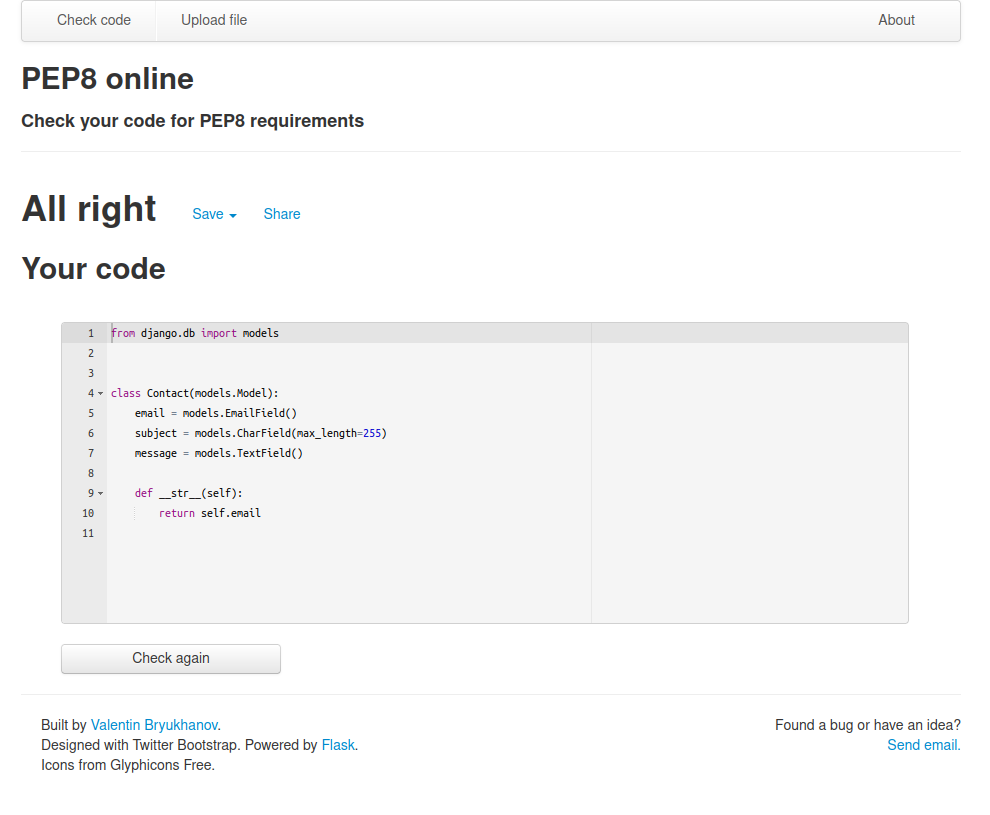 Check code Upload file About
PEP8 online
Check your code for PEP8 requirements
All right Save Share
Your code
1 from django.db import models
2
3
4 class Contact(models.Model):
5     email = models.EmailField()
6     subject = models.CharField(max_length=255)
7     message = models.TextField()
8
9     def __str__(self):
10         return self.email
11
Check again
Built by Valentin Bryukhanov. Found a bug or have an idea?
Designed with Twitter Bootstrap. Powered by Flask. Send email.
Icons from Glyphicons Free.